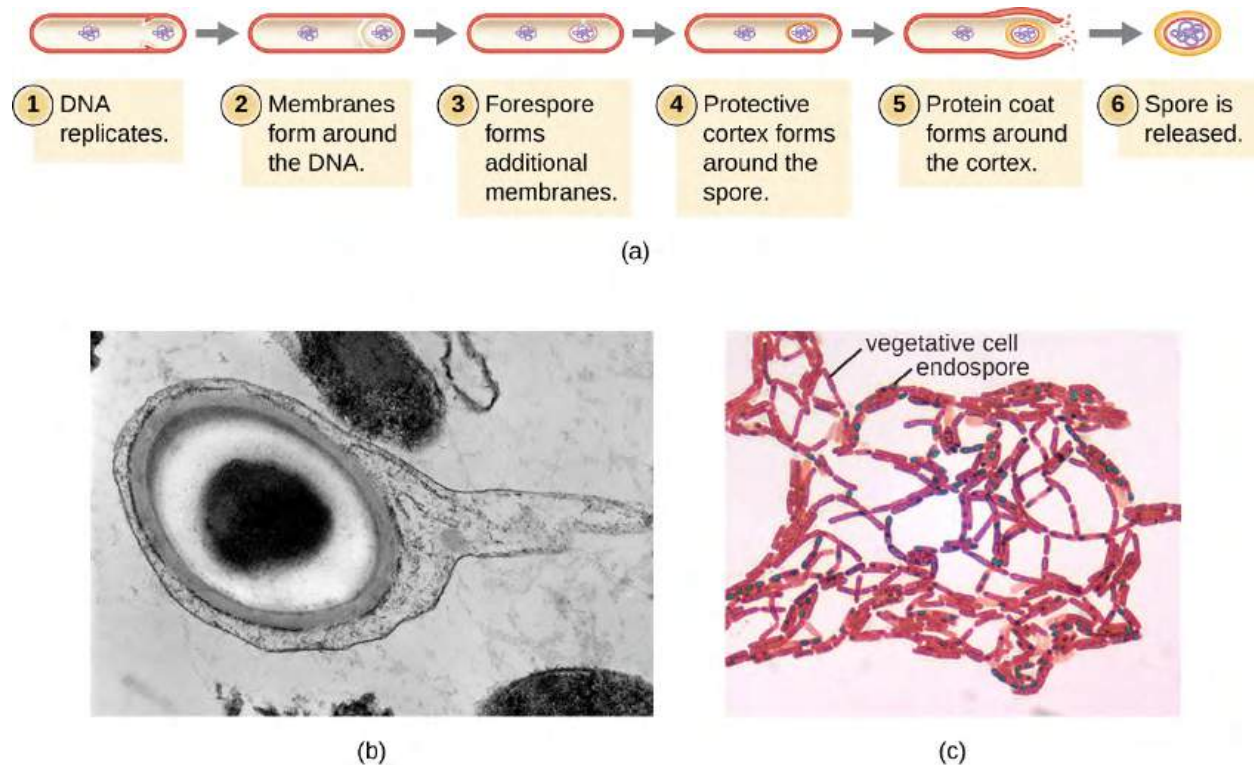 1 DNA
replicates.
2 Membranes
form around
the DNA.
3 Forespore
forms
additional
membranes.
4 Protective
cortex forms
around the
spore.
5 Protein coat
forms around
the cortex.
6 Spore is
released.
(a)
vegetative cell
endospore
(b)
(c)